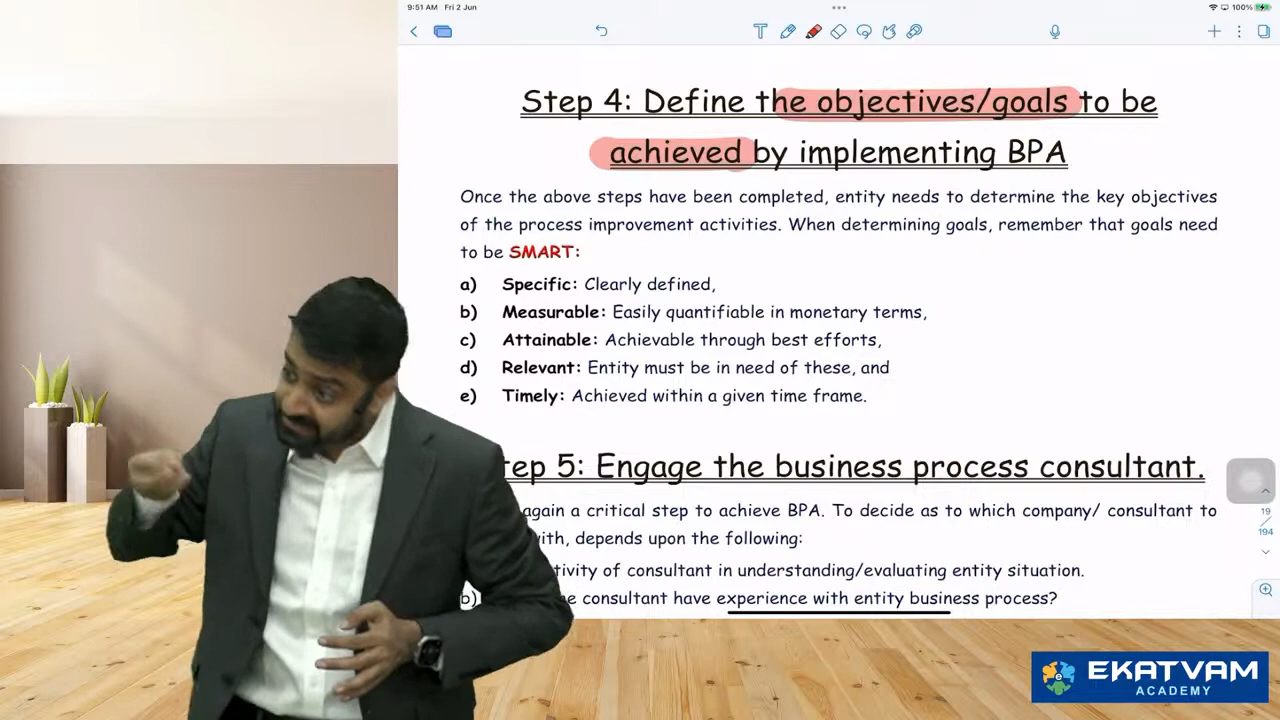 9:51 AM Fri 2 Jun
100%
Step 4: Define the objectives/goals to be
achieved by implementing BPA
Once the above steps have been completed, entity needs to determine the key objectives
of the process improvement activities. When determining goals, remember that goals need
to be SMART:
a) Specific: Clearly defined,
b) Measurable: Easily quantifiable in monetary terms,
c) Attainable: Achievable through best efforts,
d) Relevant: Entity must be in need of these, and
e) Timely: Achieved within a given time frame.
5: Engage the business process consultant.
again a critical step to achieve BPA. To decide as to which company/ consultant to
depends upon the following:
of consultant in understanding/evaluating entity situation.
b) consultant have experience with entity business process?
19
/
194
EKATVAM
ACADEMY